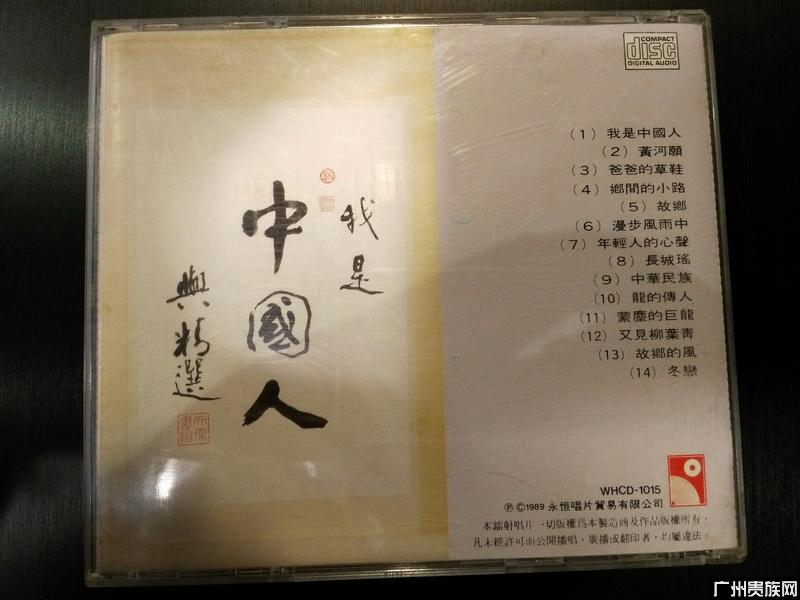 我是
中國人
與精選
COMPACT
disc
DIGITAL AUDIO
(1) 我是中國人
(2) 黃河願
(3) 爸爸的草鞋
(4) 鄉間的小路
(5) 故鄉
(6) 漫步風雨中
(7) 年輕人的心聲
(8) 長城瑤
(9) 中華民族
(10) 龍的傳人
(11) 蒙塵的巨龍
(12) 又見柳葉青
(13) 故鄉的風
(14) 冬戀
WHCD-1015
Ⓟ©1989 永恒唱片貿易有限公司
本鐳射唱片一切版權為本製造商及作品版權所有,
凡未經許可而公開播唱,廣播或翻印者,均屬違法。
广州贵族网